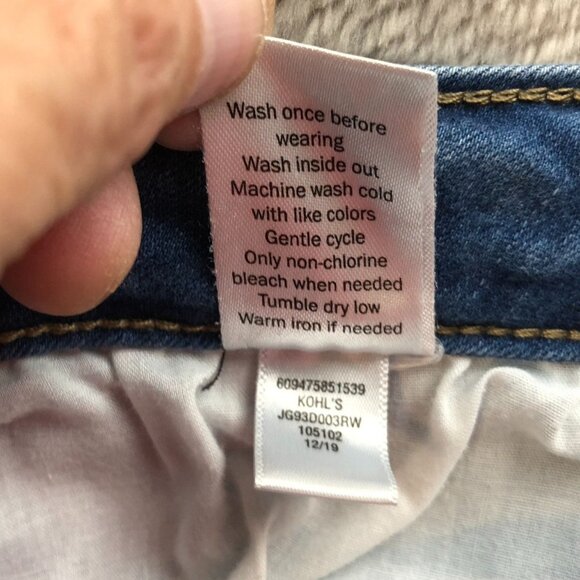 Wash once before
wearing
Wash inside out
Machine wash cold
with like colors
Gentle cycle
Only non-chlorine
bleach when needed
Tumble dry low
Warm iron if needed
609475851539
KOHL'S
JG93D003RW
105102
12/19